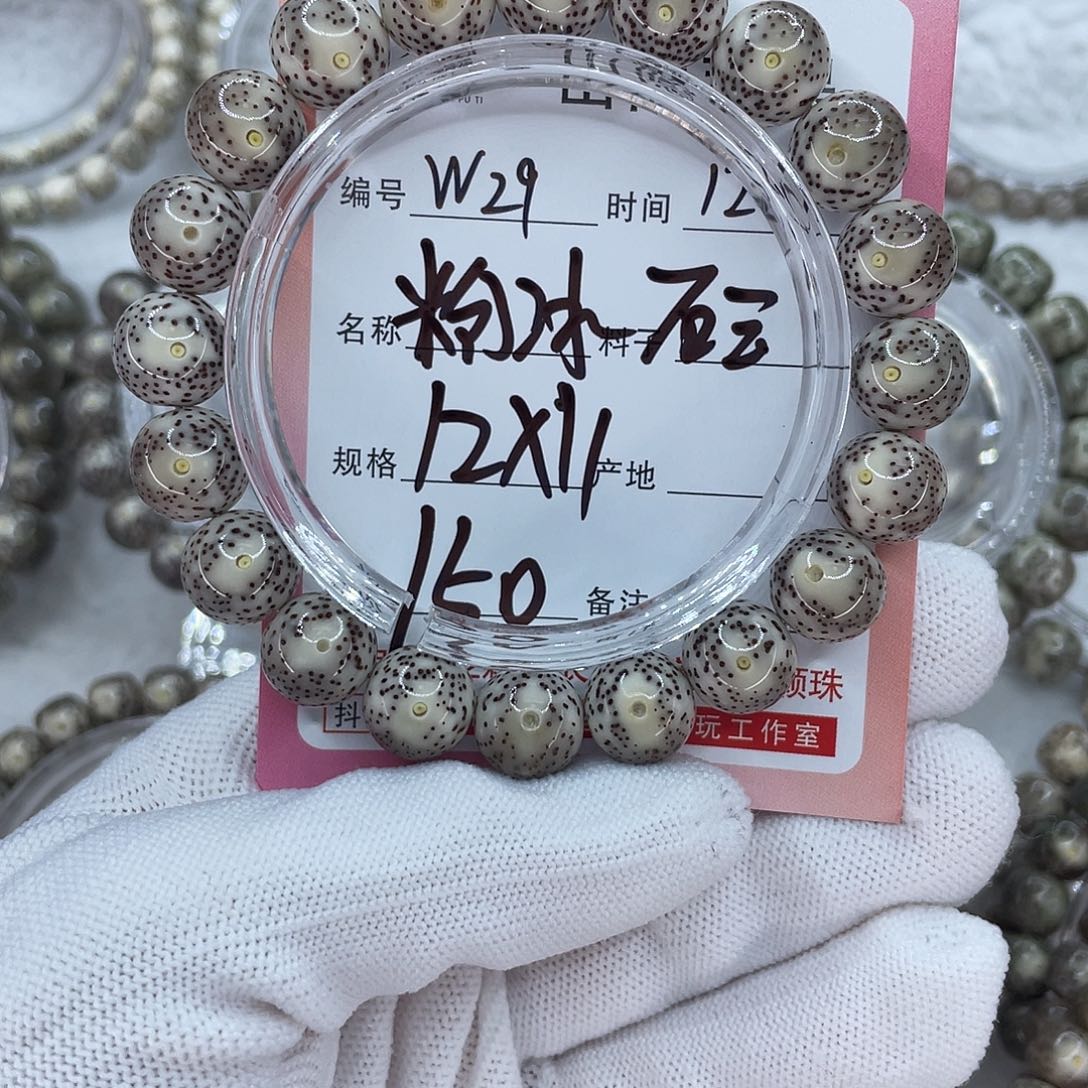 编号 W29 时间 12
名称 粉冰 料子 石云
规格 12X11 产地
150 备注
抖
颂珠
玩工作室